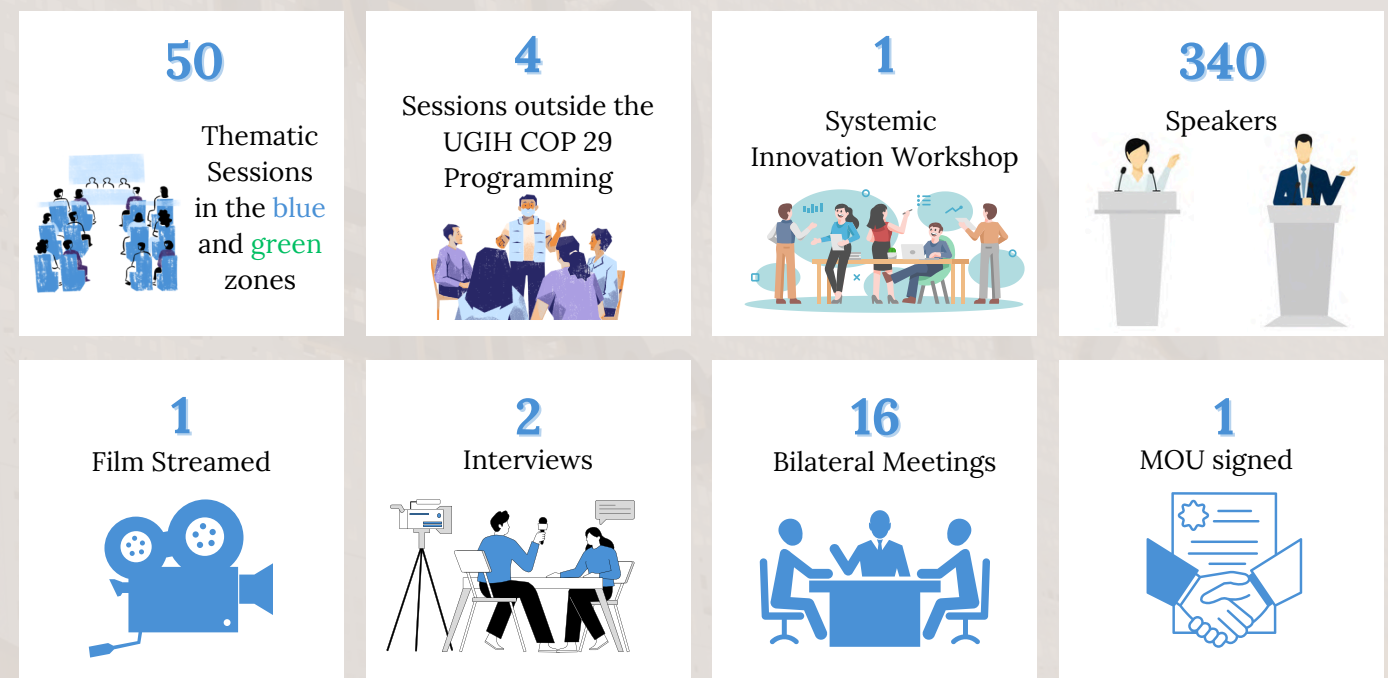 50
Thematic
Sessions
in the blue
and green
zones
4
Sessions outside the
UGIH COP 29
Programming
1
Systemic
Innovation Workshop
340
Speakers
1
Film Streamed
2
Interviews
16
Bilateral Meetings
1
MOU signed